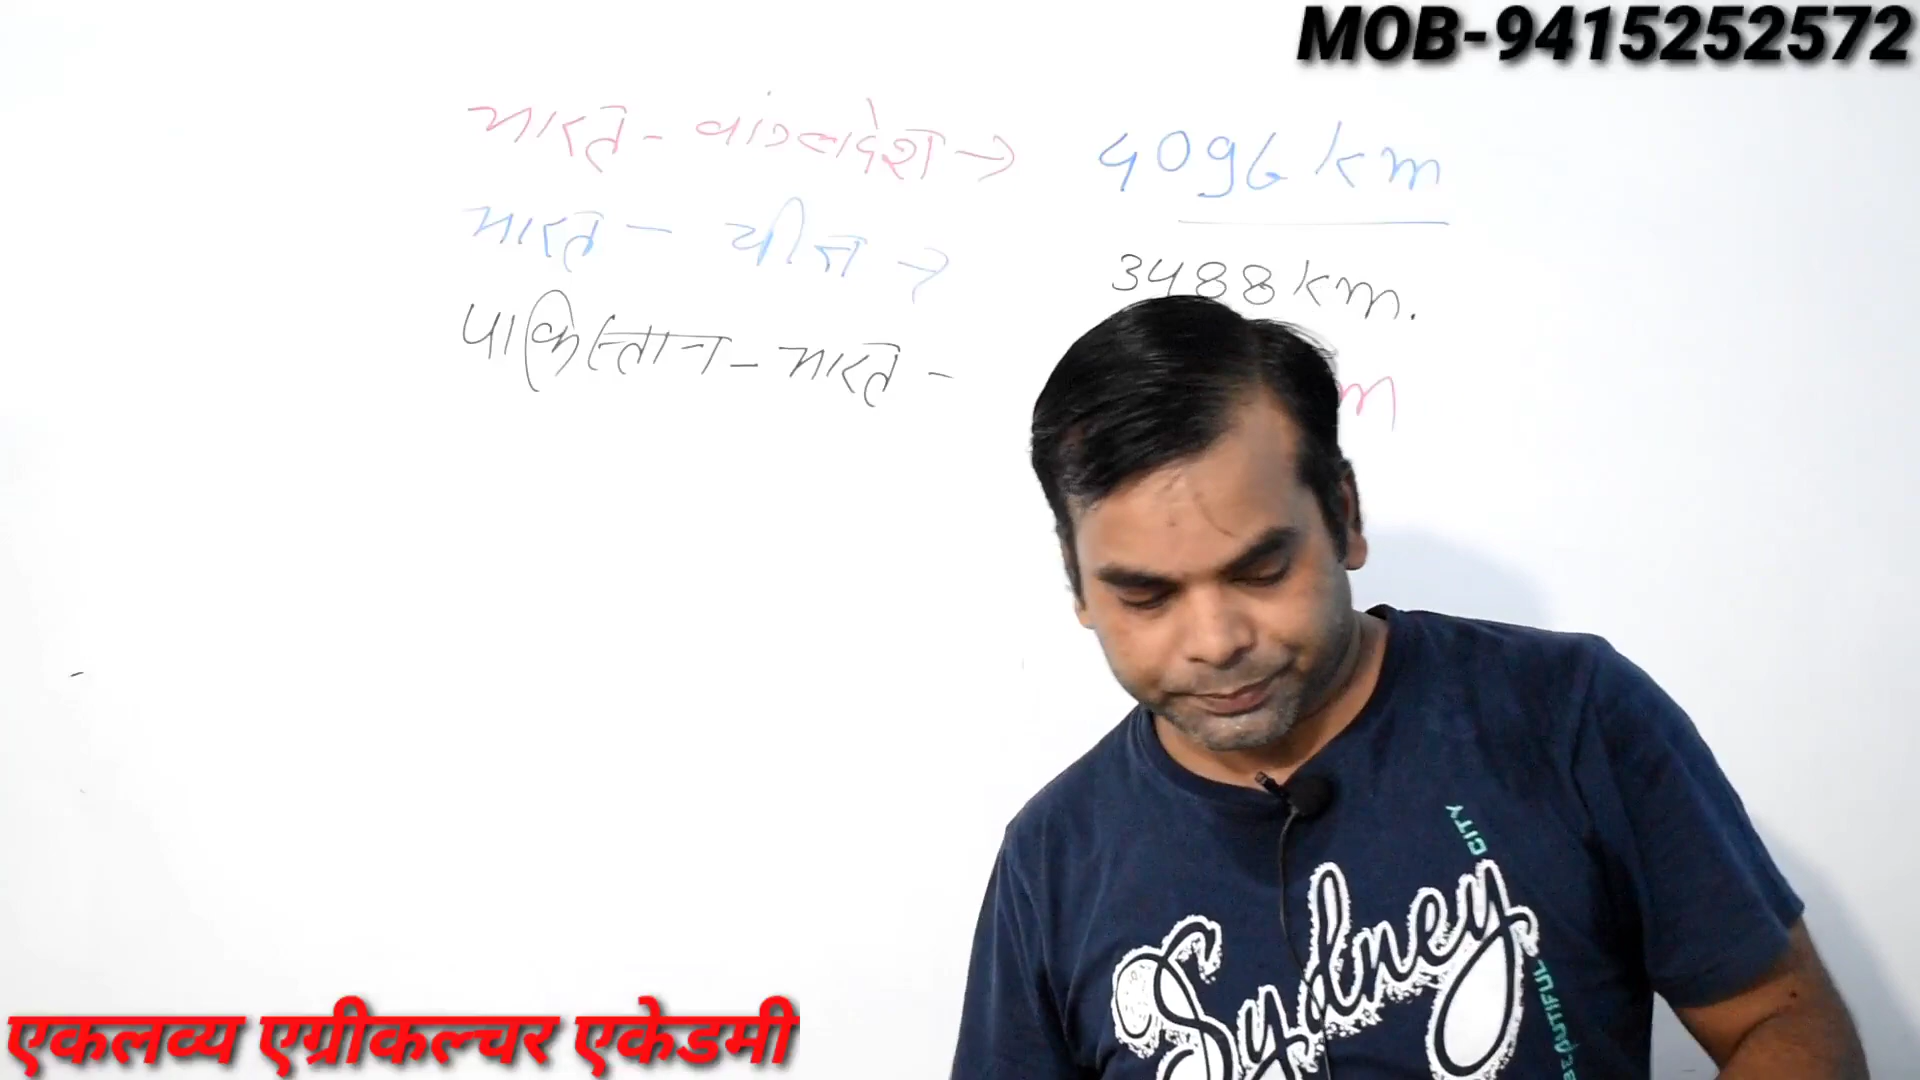 MOB-9415252572
भारत - बांग्लादेश → 4096 km
भारत - चीन → 3488 km.
पाकिस्तान - भारत - m
Sydney
CITY
BEAUTIFUL
एकलव्य एग्रीकल्चर एकेडमी